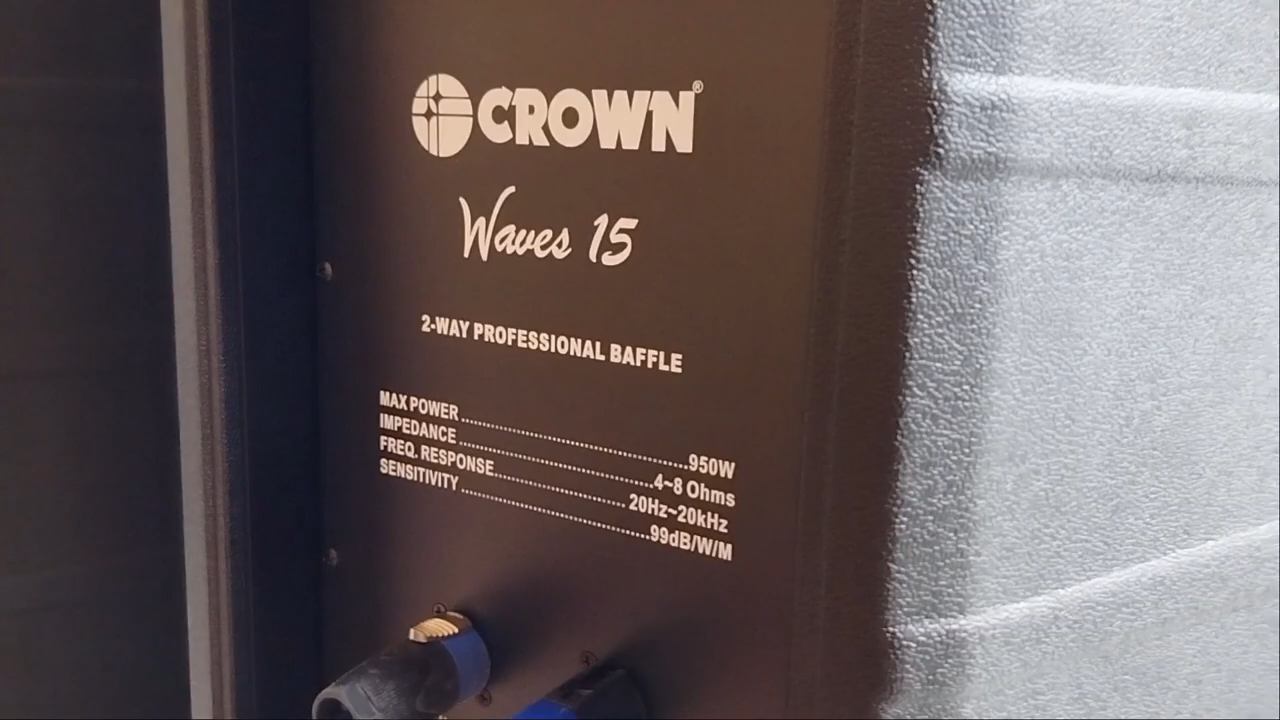 CROWN®
Waves 15
2-WAY PROFESSIONAL BAFFLE
MAX POWER..........................................950W
IMPEDANCE....................................4~8 Ohms
FREQ. RESPONSE........................20Hz~20kHz
SENSITIVITY...................................99dB/W/M